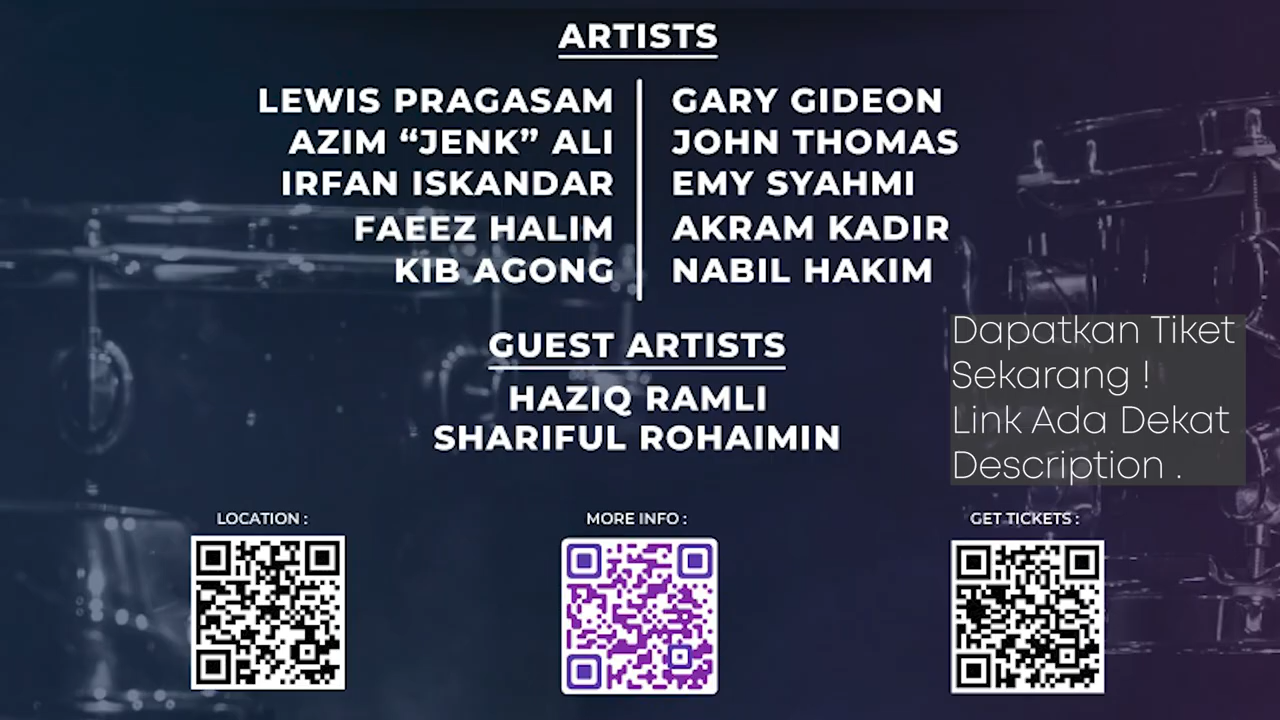 ARTISTS
LEWIS PRAGASAM
AZIM “JENK” ALI
IRFAN ISKANDAR
FAEEZ HALIM
KIB AGONG
GARY GIDEON
JOHN THOMAS
EMY SYAHMI
AKRAM KADIR
NABIL HAKIM
GUEST ARTISTS
HAZIQ RAMLI
SHARIFUL ROHAIMIN
Dapatkan Tiket
Sekarang !
Link Ada Dekat
Description .
LOCATION :
MORE INFO :
GET TICKETS :